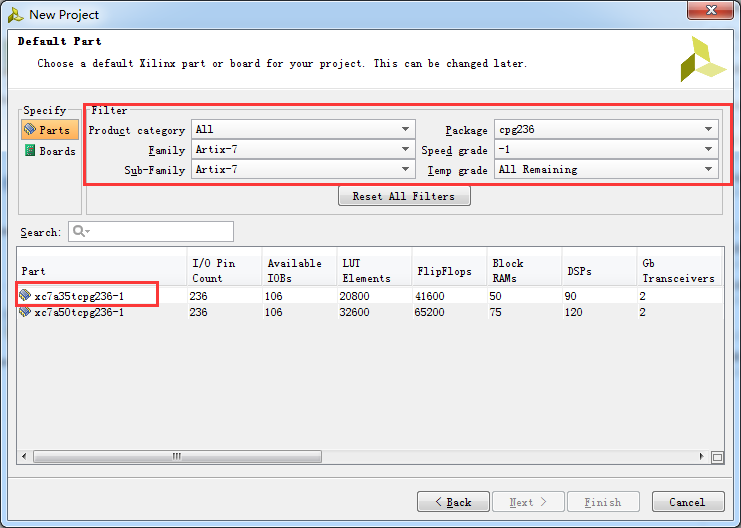 New Project
Default Part
Choose a default Xilinx part or board for your project. This can be changed later.
Specify
Parts
Boards
Filter
Product category All Package cpg236
Family Artix-7 Speed grade -1
Sub-Family Artix-7 Temp grade All Remaining
Reset All Filters
Search: Q
Part I/O Pin Count Available IOBs LUT Elements FlipFlops Block RAMs DSPs Gb Transceivers
xc7a35tcpg236-1 236 106 20800 41600 50 90 2
xc7a50tcpg236-1 236 106 32600 65200 75 120 2
< Back Next > Finish Cancel